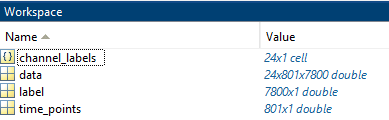 Workspace
Name Value
channel_labels 24x1 cell
data 24x801x7800 double
label 7800x1 double
time_points 801x1 double